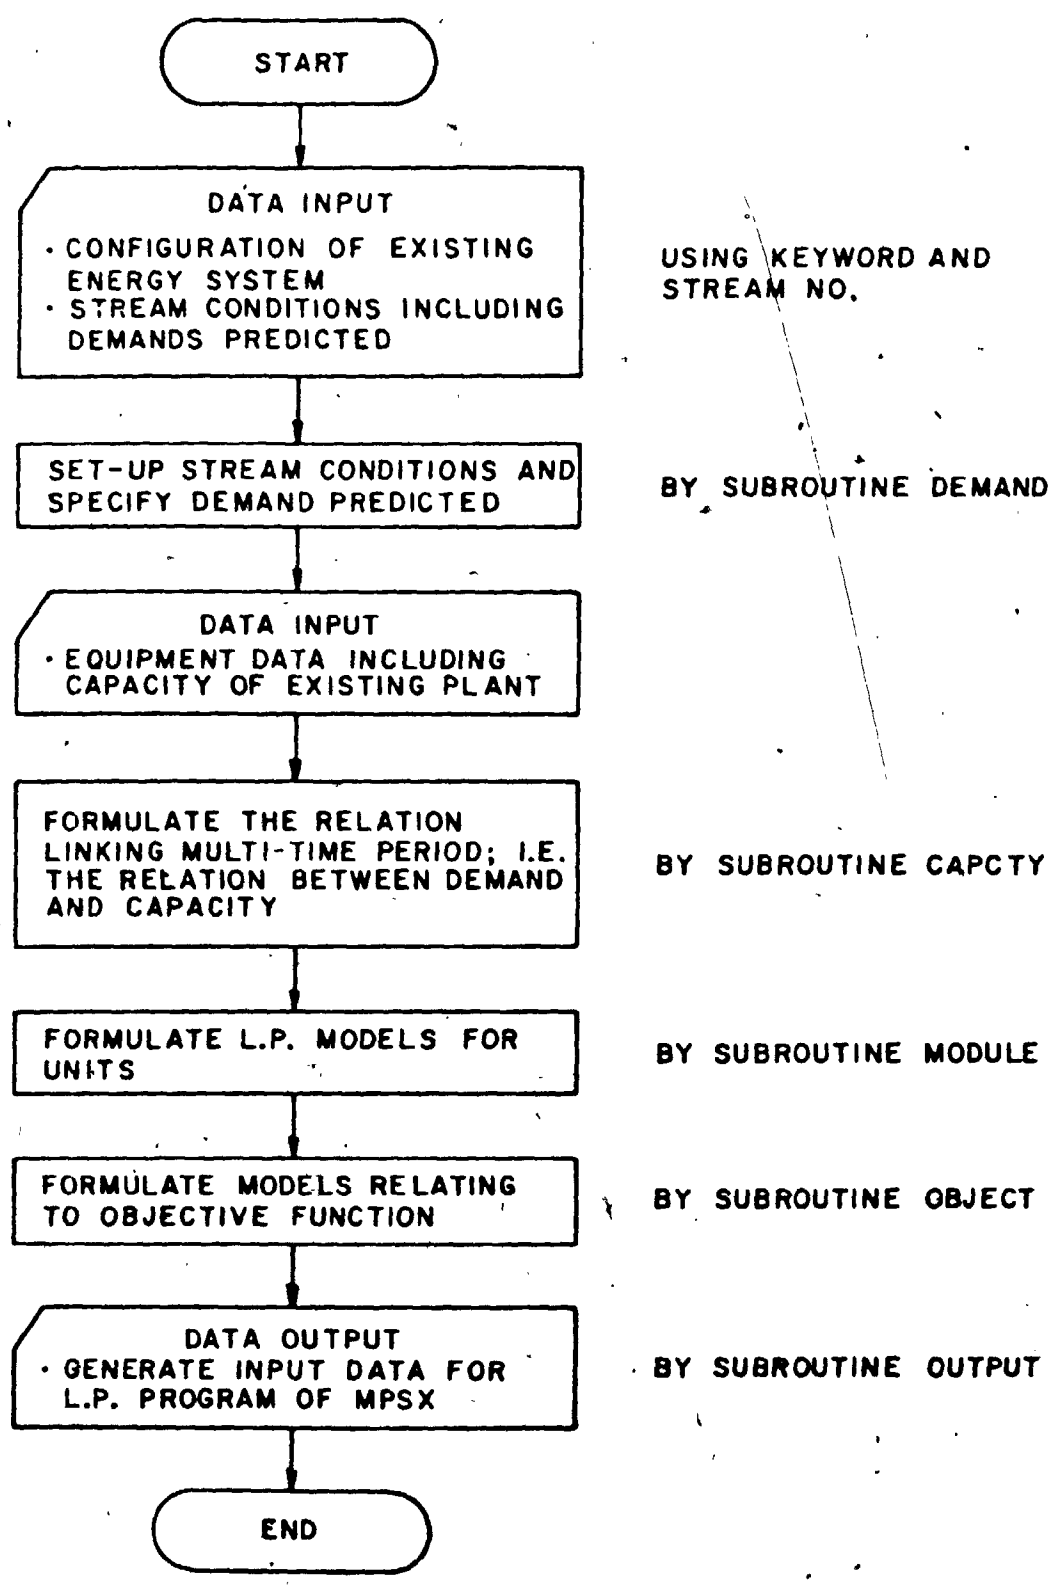 START
DATA INPUT
· CONFIGURATION OF EXISTING
ENERGY SYSTEM
· STREAM CONDITIONS INCLUDING
DEMANDS PREDICTED
USING KEYWORD AND
STREAM NO.
SET-UP STREAM CONDITIONS AND
SPECIFY DEMAND PREDICTED
BY SUBROUTINE DEMAND
DATA INPUT
· EQUIPMENT DATA INCLUDING
CAPACITY OF EXISTING PLANT
FORMULATE THE RELATION
LINKING MULTI-TIME PERIOD; I.E.
THE RELATION BETWEEN DEMAND
AND CAPACITY
BY SUBROUTINE CAPCTY
FORMULATE L.P. MODELS FOR
UNITS
BY SUBROUTINE MODULE
FORMULATE MODELS RELATING
TO OBJECTIVE FUNCTION
BY SUBROUTINE OBJECT
DATA OUTPUT
· GENERATE INPUT DATA FOR
L.P. PROGRAM OF MPSX
BY SUBROUTINE OUTPUT
END